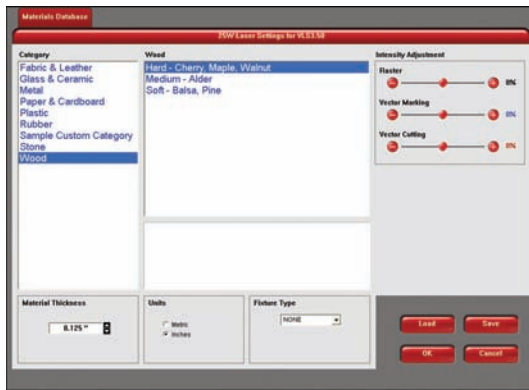 Materials Database
25W Laser Settings for VLS3.50
Category
Fabric & Leather
Glass & Ceramic
Metal
Paper & Cardboard
Plastic
Rubber
Sample Custom Category
Stone
Wood
Wood
Hard - Cherry, Maple, Walnut
Medium - Alder
Soft - Balsa, Pine
Intensity Adjustment
Raster
0%
Vector Marking
0%
Vector Cutting
0%
Material Thickness
0.125 "
Units
Metric
Inches
Fixture Type
NONE
Load
Save
OK
Cancel